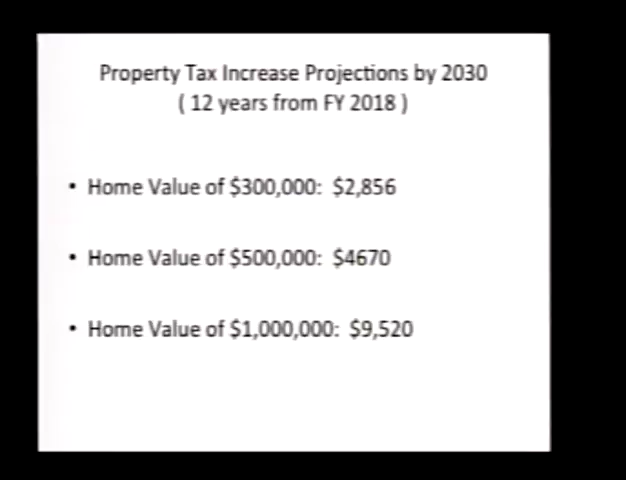 Property Tax Increase Projections by 2030
( 12 years from FY 2018 )
• Home Value of $300,000: $2,856
• Home Value of $500,000: $4670
• Home Value of $1,000,000: $9,520